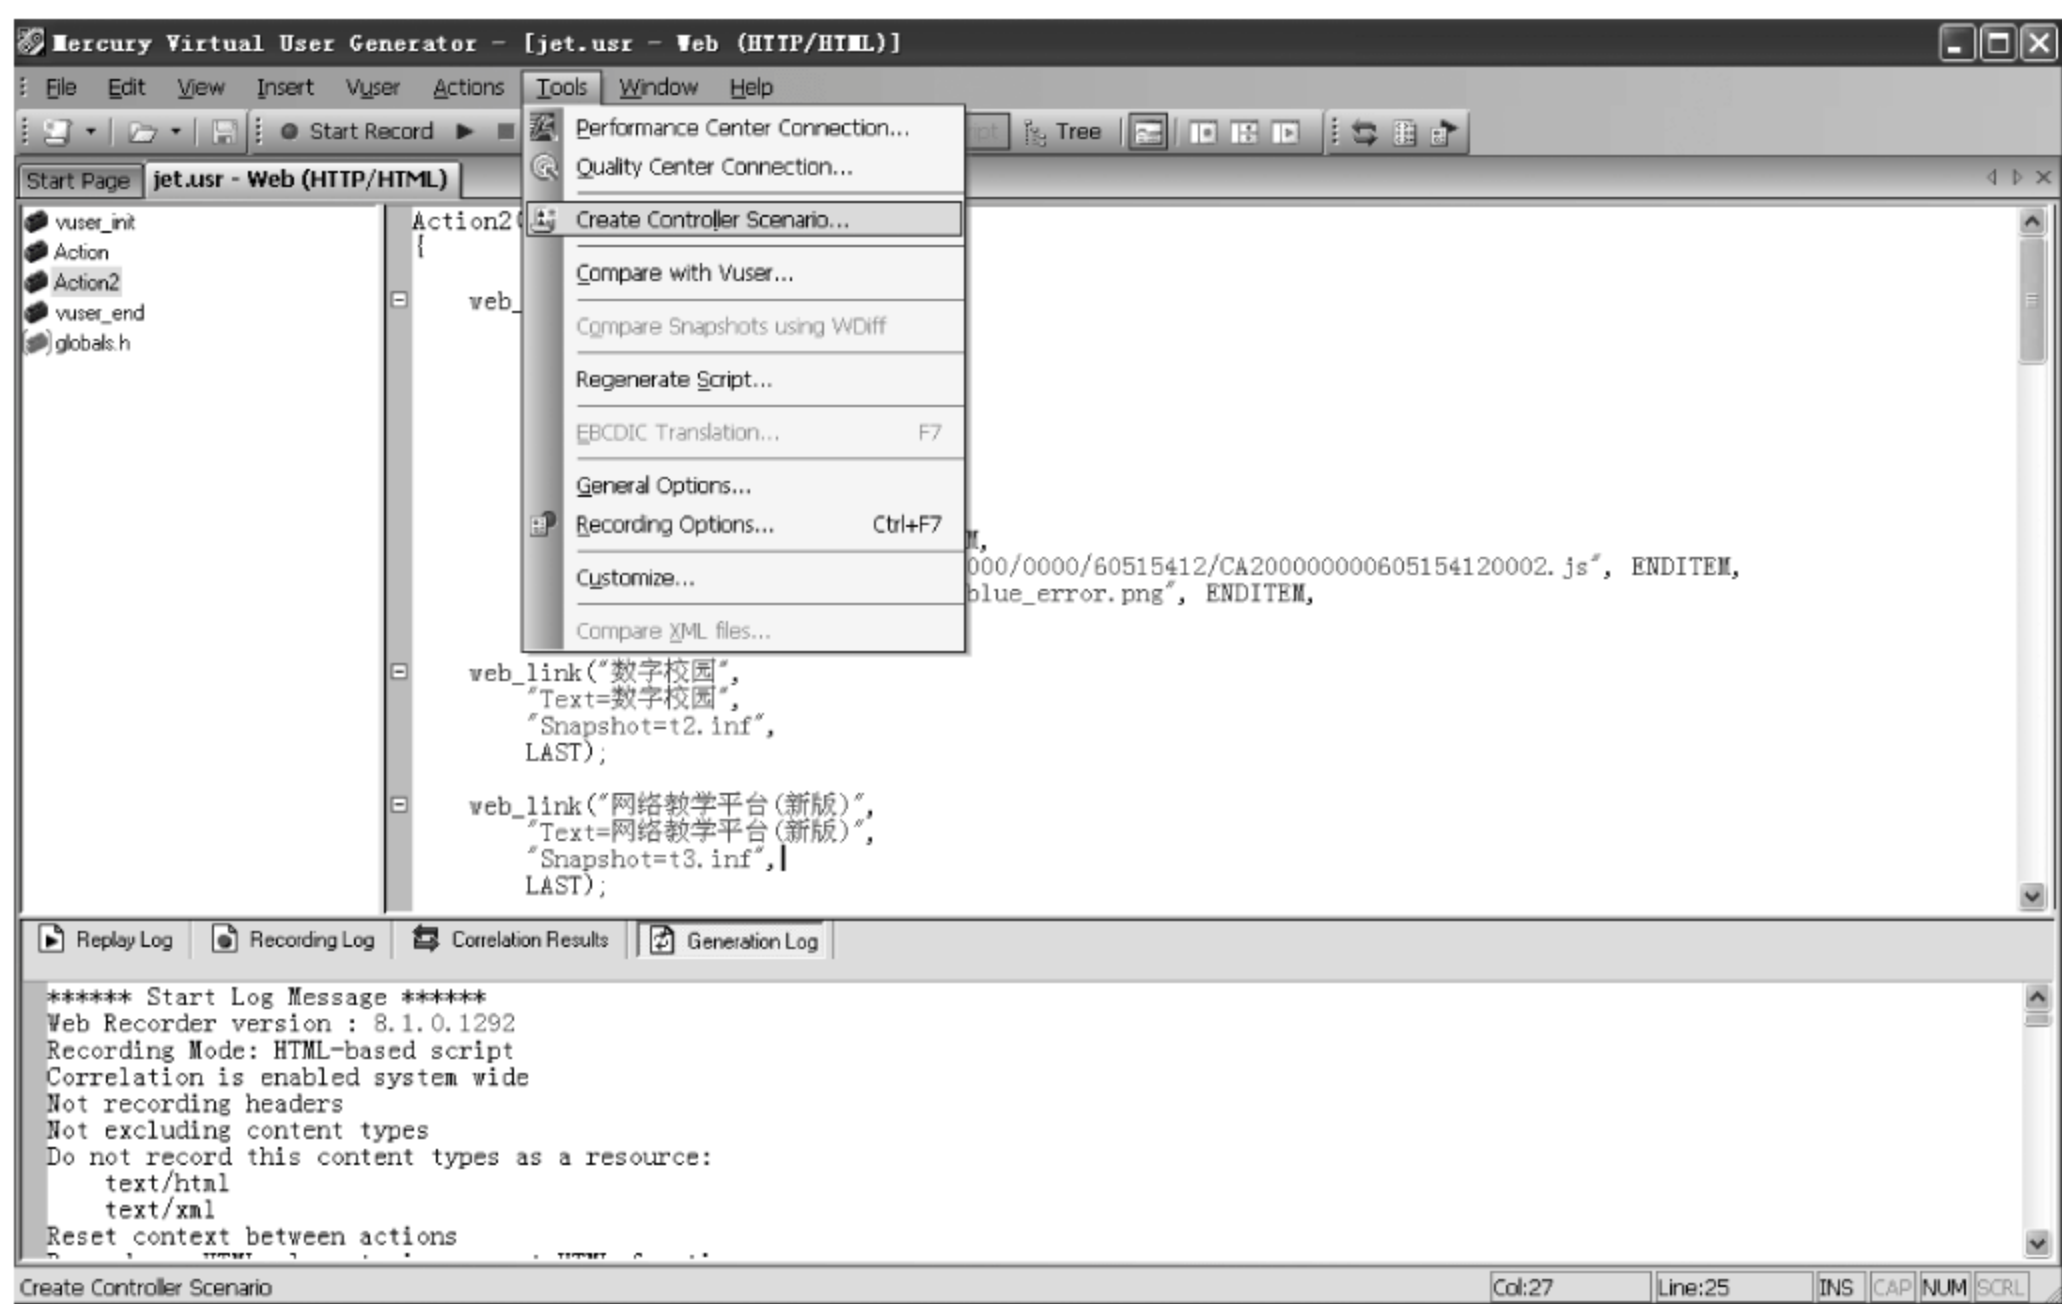 Mercury Virtual User Generator - [jet.usr - Web (HTTP/HTML)]
File Edit View Insert Vuser Actions Tools Window Help
Start Record Tree
Start Page jet.usr - Web (HTTP/HTML)
Performance Center Connection...
Quality Center Connection...
Create Controller Scenario...
Compare with Vuser...
Compare Snapshots using WDiff
Regenerate Script...
EBCDIC Translation... F7
General Options...
Recording Options... Ctrl+F7
Customize...
Compare XML files...
vuser_init
Action
Action2
vuser_end
globals.h
Action2(
{
web_
M,
000/0000/60515412/CA20000000605154120002.js", ENDITEM,
blue_error.png", ENDITEM,
web_link("数字校园",
"Text=数字校园",
"Snapshot=t2.inf",
LAST);
web_link("网络教学平台(新版)",
"Text=网络教学平台(新版)",
"Snapshot=t3.inf",
LAST);
Replay Log Recording Log Correlation Results Generation Log
****** Start Log Message ******
Web Recorder version : 8.1.0.1292
Recording Mode: HTML-based script
Correlation is enabled system wide
Not recording headers
Not excluding content types
Do not record this content types as a resource:
text/html
text/xml
Reset context between actions
Create Controller Scenario Col:27 Line:25 INS CAP NUM SCRL